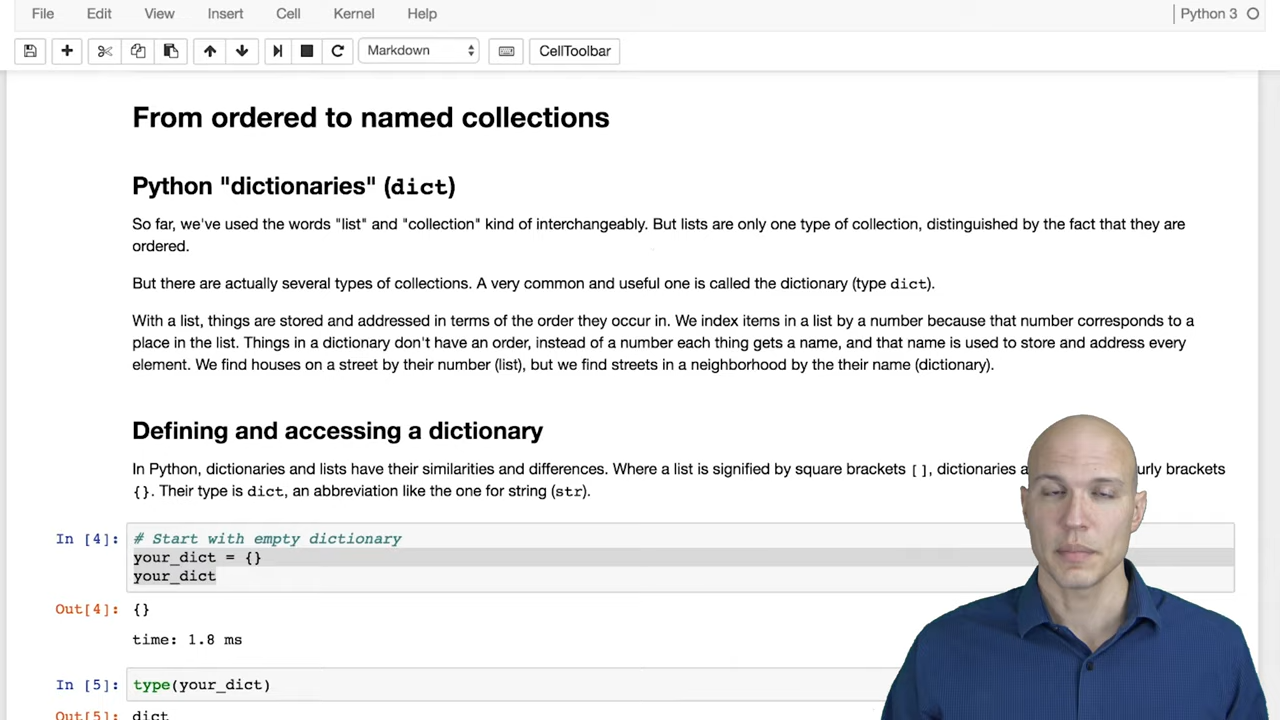 File Edit View Insert Cell Kernel Help Python 3
Markdown CellToolbar
From ordered to named collections
Python "dictionaries" (dict)
So far, we've used the words "list" and "collection" kind of interchangeably. But lists are only one type of collection, distinguished by the fact that they are
ordered.
But there are actually several types of collections. A very common and useful one is called the dictionary (type dict).
With a list, things are stored and addressed in terms of the order they occur in. We index items in a list by a number because that number corresponds to a
place in the list. Things in a dictionary don't have an order, instead of a number each thing gets a name, and that name is used to store and address every
element. We find houses on a street by their number (list), but we find streets in a neighborhood by the their name (dictionary).
Defining and accessing a dictionary
In Python, dictionaries and lists have their similarities and differences. Where a list is signified by square brackets [], dictionaries brackets
{}. Their type is dict, an abbreviation like the one for string (str).
In [4]: # Start with empty dictionary
your_dict = {}
your_dict
Out[4]: {}
time: 1.8 ms
In [5]: type(your_dict)
Out[5]: dict